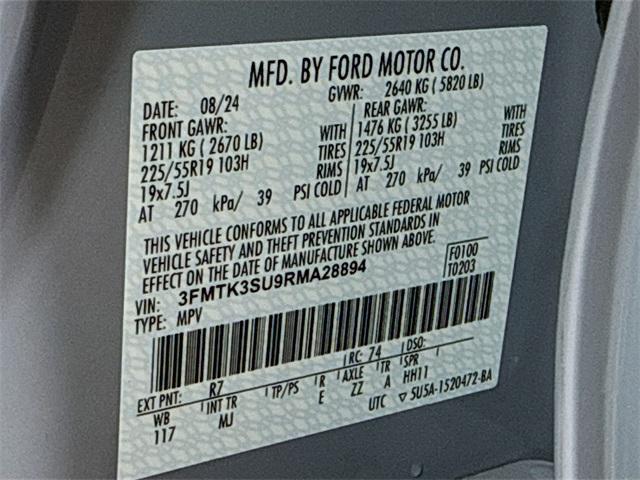 MFD. BY FORD MOTOR CO.
DATE: 08/24 GVWR: 2640 KG ( 5820 LB)
FRONT GAWR: REAR GAWR:
1211 KG ( 2670 LB) WITH 1476 KG ( 3255 LB) WITH
225/55R19 103H TIRES 225/55R19 103H TIRES
19x7.5J RIMS 19x7.5J RIMS
AT 270 kPa/ 39 PSI COLD AT 270 kPa/ 39 PSI COLD
THIS VEHICLE CONFORMS TO ALL APPLICABLE FEDERAL MOTOR
VEHICLE SAFETY AND THEFT PREVENTION STANDARDS IN
EFFECT ON THE DATE OF MANUFACTURE SHOWN ABOVE.
F0100
T0203
VIN: 3FMTK3SU9RMA28894
TYPE: MPV
EXT PNT: R7 RC: 74 DSO:
WB INT TR TP/PS R AXLE TR SPR
117 MJ E ZZ A HH11
UTC ▽ SU5A-1520472-BA